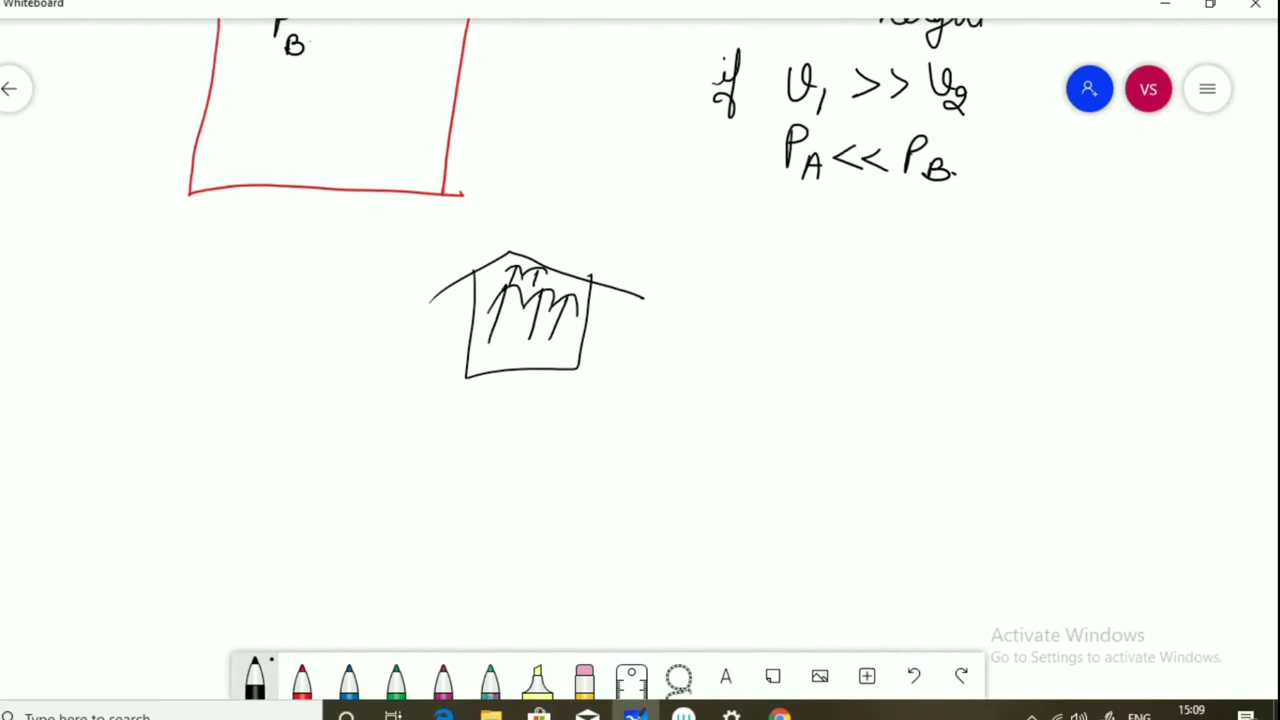 Whiteboard
P_B
if v₁ >> v₂
P_A << P_B.
VS
Activate Windows
Go to Settings to activate Windows.
A
Type here to search
ENG
15:09